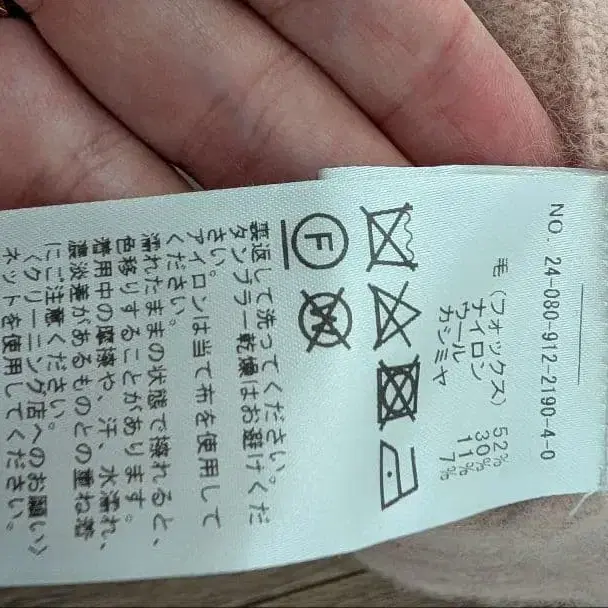 NO. 24-080-912-2190-4-0
毛(フォックス) 52%
ナイロン 30%
ウール 11%
カシミヤ 7%
F
W
裏返して洗ってください。
タンブラー乾燥はお避けくだ
さい。
アイロンは当て布を使用して
ください。
濡れたままの状態で擦れると、
色移りすることがあります。
着用中の摩擦や、汗、水濡れ、
濃淡差があるものとの重ね着
にご注意ください。
〈クリーニング店へのお願い〉
ネットを使用してください。